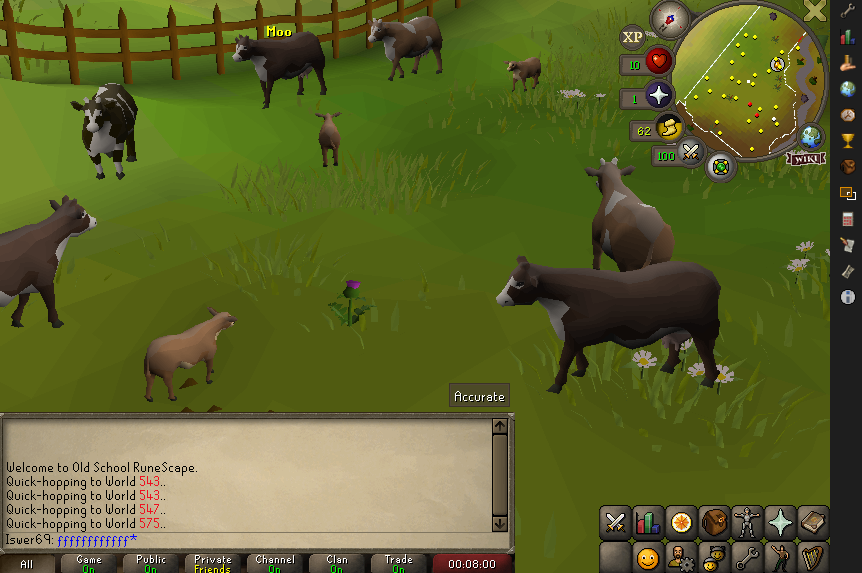 Moo
XP
10
1
62
100
WIKI
Accurate
Welcome to Old School RuneScape.
Quick-hopping to World 543..
Quick-hopping to World 543..
Quick-hopping to World 547..
Quick-hopping to World 575..
Iswer69: ffffffffffff*
All
Game
On
Public
On
Private
Friends
Channel
On
Clan
On
Trade
On
00:08:00